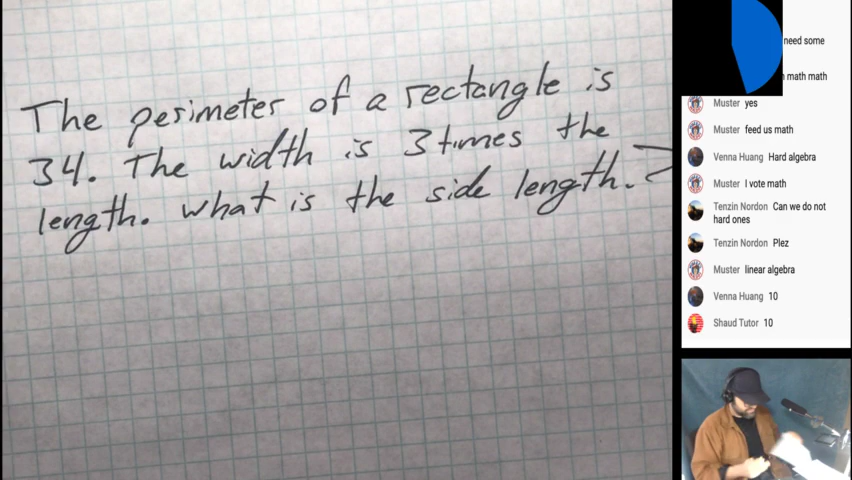 The perimeter of a rectangle is
34. The width is 3 times the
length. what is the side length.
need some
math math
Muster yes
Muster feed us math
Venna Huang Hard algebra
Muster I vote math
Tenzin Nordon Can we do not
hard ones
Tenzin Nordon Plez
Muster linear algebra
Venna Huang 10
Shaud Tutor 10